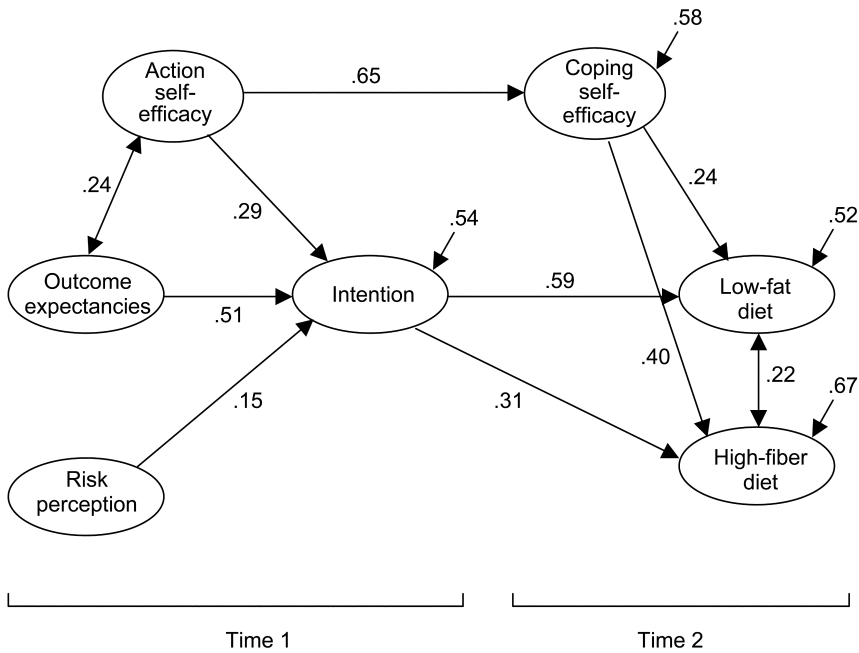 .58
Action
self-
efficacy
.65
Coping
self-
efficacy
.24
.29
.24
.54
.52
Outcome
expectancies
.51
Intention
.59
Low-fat
diet
.15
.40
.31
.22
.67
Risk
perception
High-fiber
diet
Time 1
Time 2